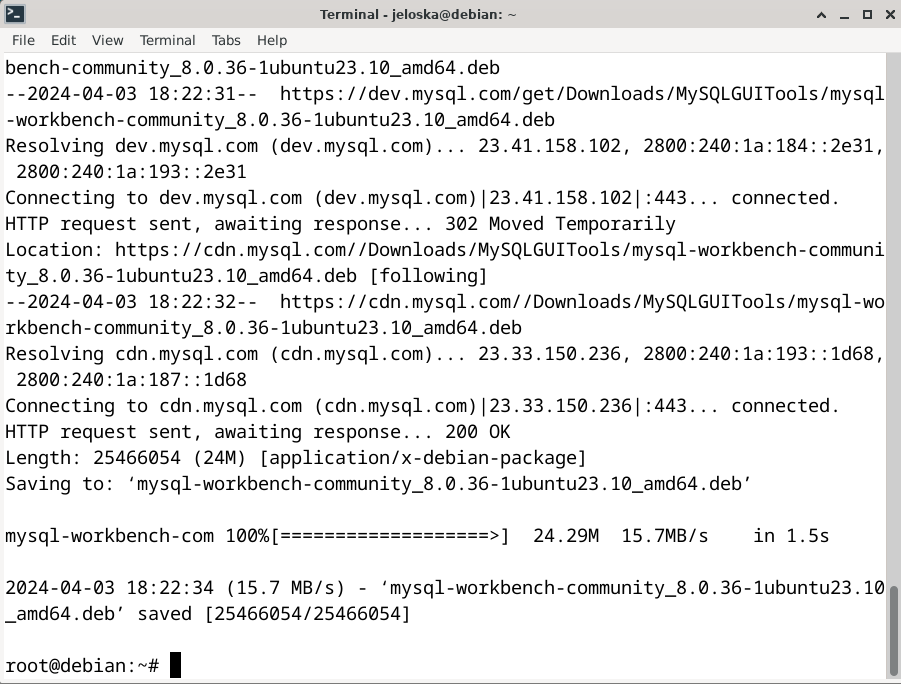 Terminal - jeloska@debian: ~
File Edit View Terminal Tabs Help
bench-community_8.0.36-1ubuntu23.10_amd64.deb
--2024-04-03 18:22:31--  https://dev.mysql.com/get/Downloads/MySQLGUITools/mysql
-workbench-community_8.0.36-1ubuntu23.10_amd64.deb
Resolving dev.mysql.com (dev.mysql.com)... 23.41.158.102, 2800:240:1a:184::2e31,
 2800:240:1a:193::2e31
Connecting to dev.mysql.com (dev.mysql.com)|23.41.158.102|:443... connected.
HTTP request sent, awaiting response... 302 Moved Temporarily
Location: https://cdn.mysql.com//Downloads/MySQLGUITools/mysql-workbench-communi
ty_8.0.36-1ubuntu23.10_amd64.deb [following]
--2024-04-03 18:22:32--  https://cdn.mysql.com//Downloads/MySQLGUITools/mysql-wo
rkbench-community_8.0.36-1ubuntu23.10_amd64.deb
Resolving cdn.mysql.com (cdn.mysql.com)... 23.33.150.236, 2800:240:1a:193::1d68,
 2800:240:1a:187::1d68
Connecting to cdn.mysql.com (cdn.mysql.com)|23.33.150.236|:443... connected.
HTTP request sent, awaiting response... 200 OK
Length: 25466054 (24M) [application/x-debian-package]
Saving to: ‘mysql-workbench-community_8.0.36-1ubuntu23.10_amd64.deb’
mysql-workbench-com 100%[===================>]  24.29M  15.7MB/s    in 1.5s
2024-04-03 18:22:34 (15.7 MB/s) - ‘mysql-workbench-community_8.0.36-1ubuntu23.10
_amd64.deb’ saved [25466054/25466054]
root@debian:~#